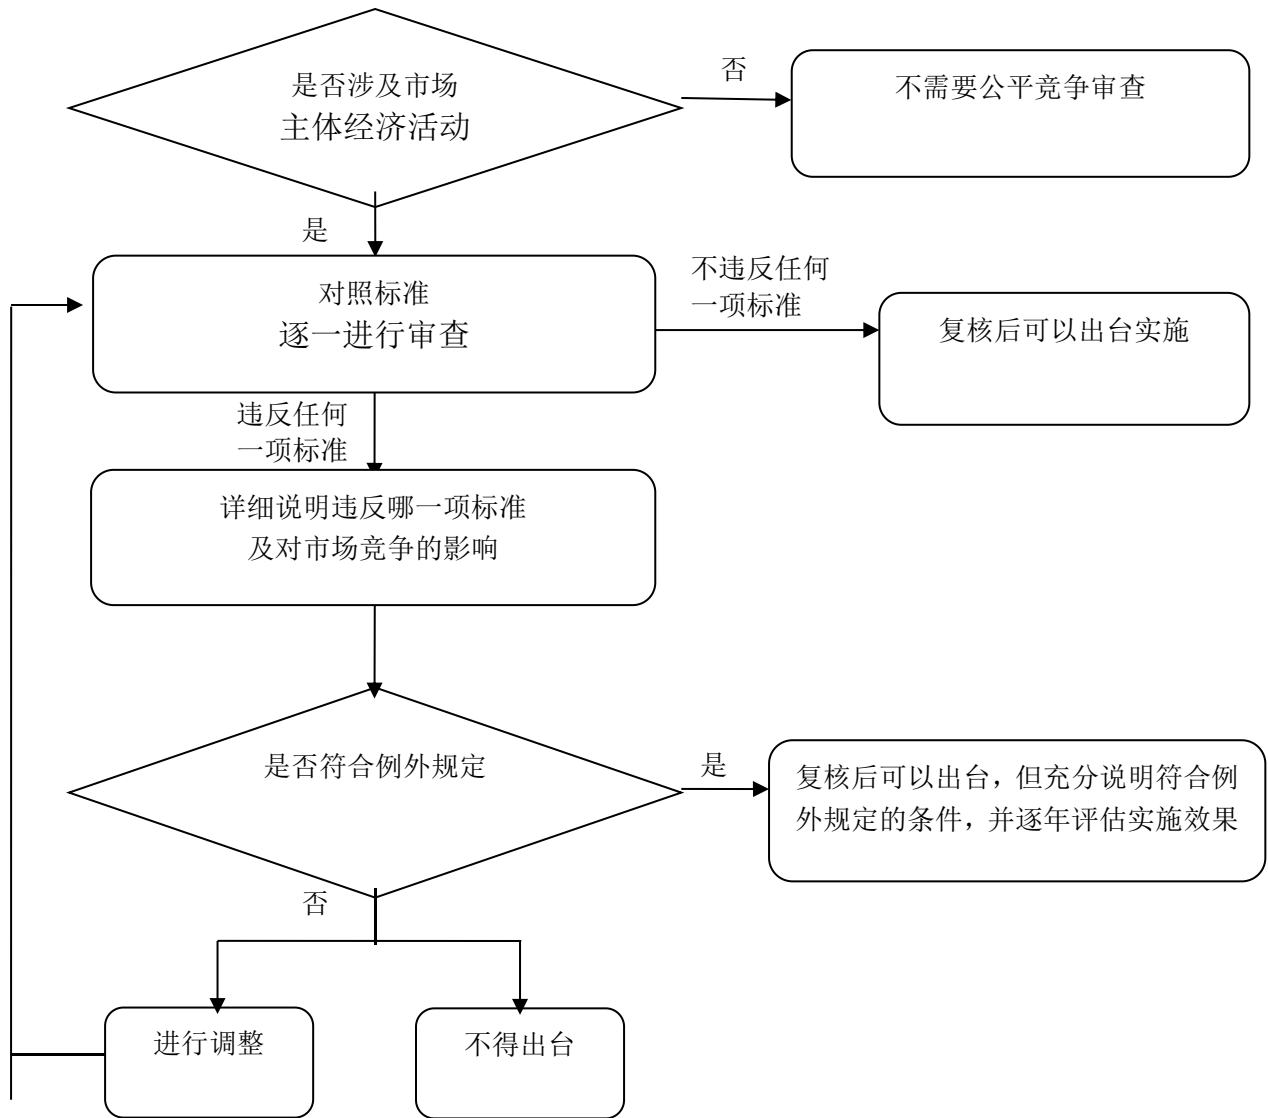 是否涉及市场
主体经济活动
否
不需要公平竞争审查
是
对照标准
逐一进行审查
不违反任何
一项标准
复核后可以出台实施
违反任何
一项标准
详细说明违反哪一项标准
及对市场竞争的影响
是否符合例外规定
是
复核后可以出台，但充分说明符合例
外规定的条件，并逐年评估实施效果
否
进行调整
不得出台